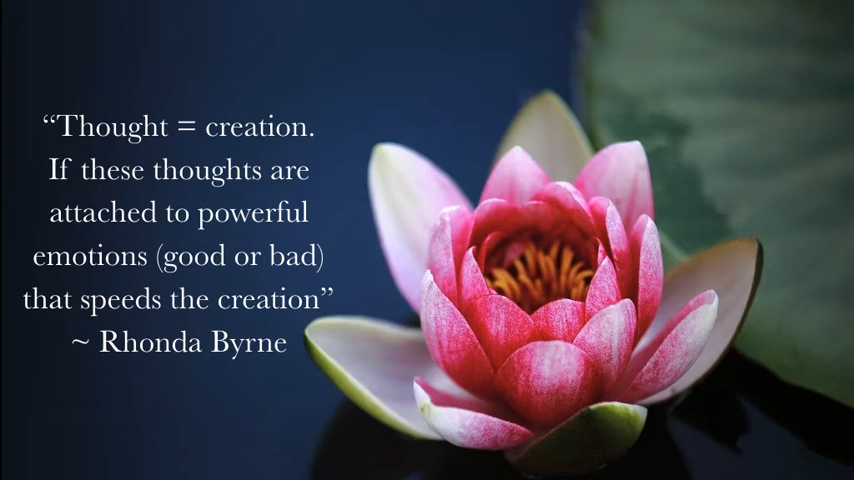 “Thought = creation.
If these thoughts are
attached to powerful
emotions (good or bad)
that speeds the creation”
~ Rhonda Byrne